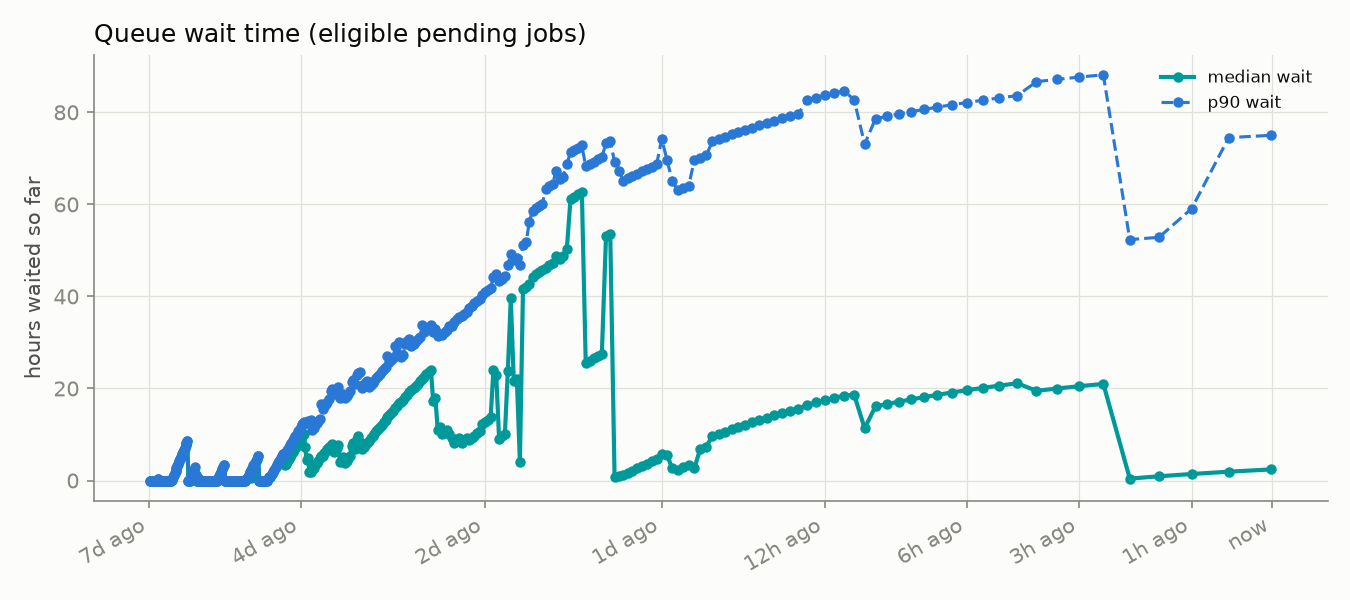 Queue wait time (eligible pending jobs)
median wait
p90 wait
hours waited so far
80
60
40
20
0
7d ago
4d ago
2d ago
1d ago
12h ago
6h ago
3h ago
1h ago
now